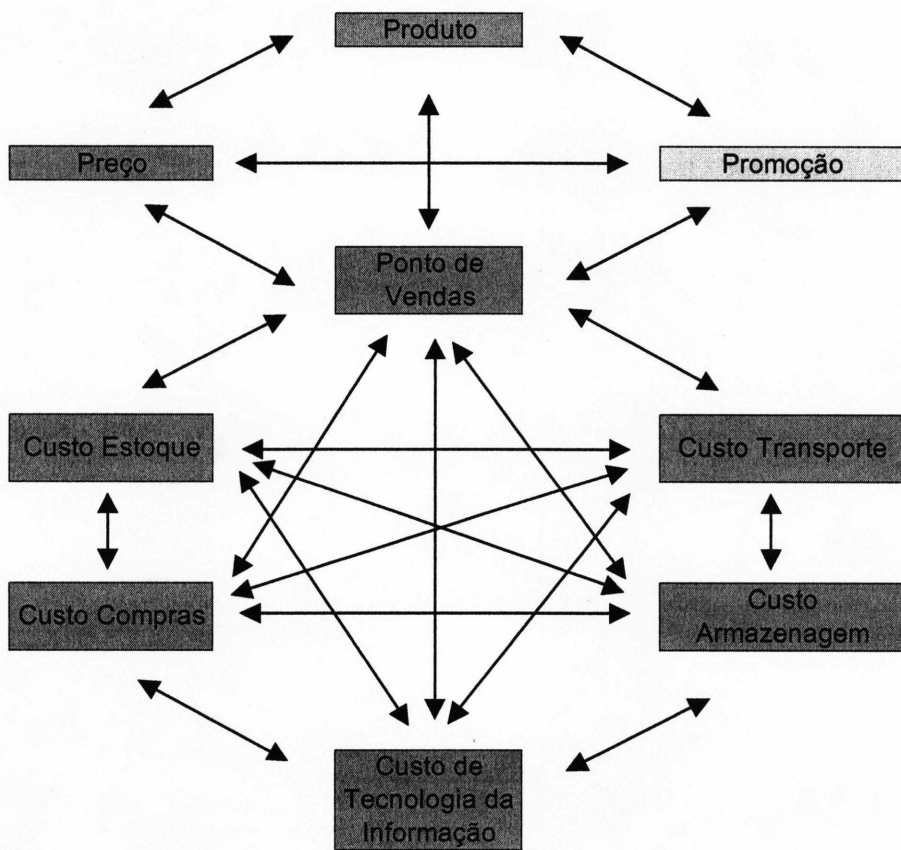 Produto
Preço
Promoção
Ponto de
Vendas
Custo Estoque
Custo Transporte
Custo Compras
Custo
Armazenagem
Custo de
Tecnologia da
Informação